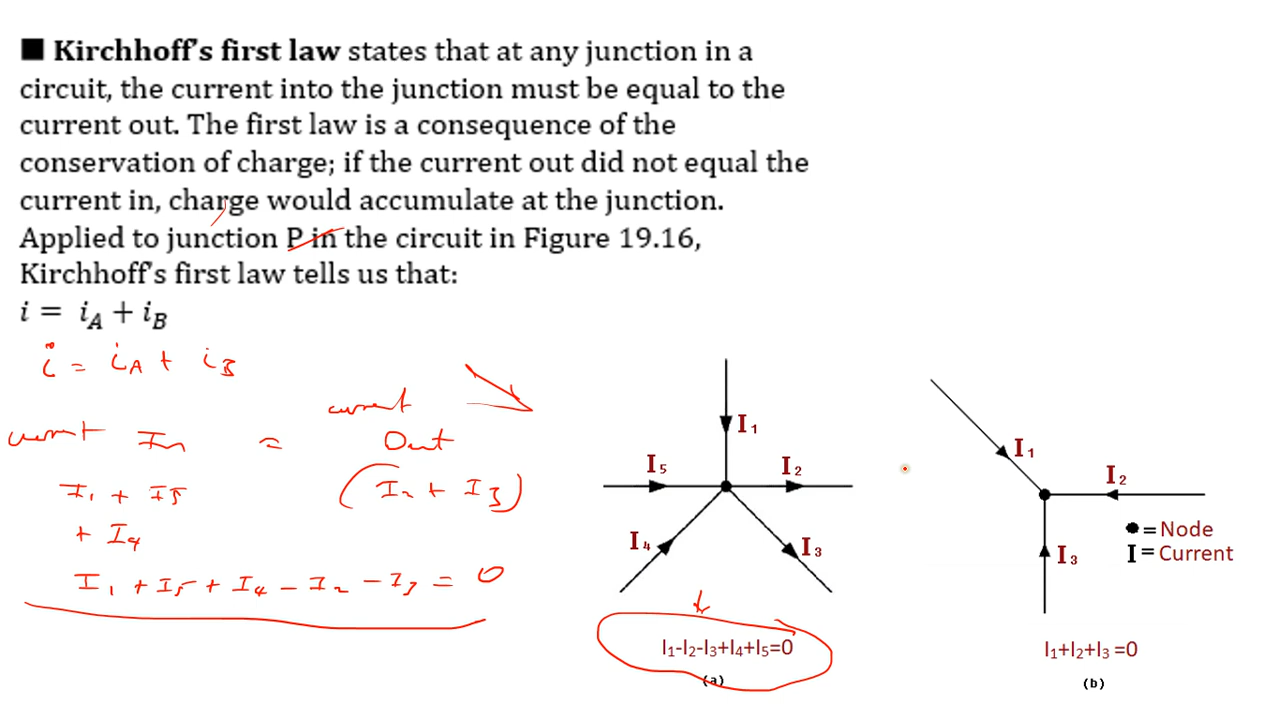 ■ Kirchhoff's first law states that at any junction in a
circuit, the current into the junction must be equal to the
current out. The first law is a consequence of the
conservation of charge; if the current out did not equal the
current in, charge would accumulate at the junction.
Applied to junction P in the circuit in Figure 19.16,
Kirchhoff's first law tells us that:
i = i_A + i_B
i = i_A + i_B
current In = current Out
I₁ + I₅ (I₂ + I₃)
+ I₄
I₁ + I₅ + I₄ - I₂ - I₃ = 0
I₁
I₅ I₂
I₄ I₃
I₁-I₂-I₃+I₄+I₅=0
(a)
I₁
I₂
I₃
● = Node
I = Current
I₁+I₂+I₃ =0
(b)